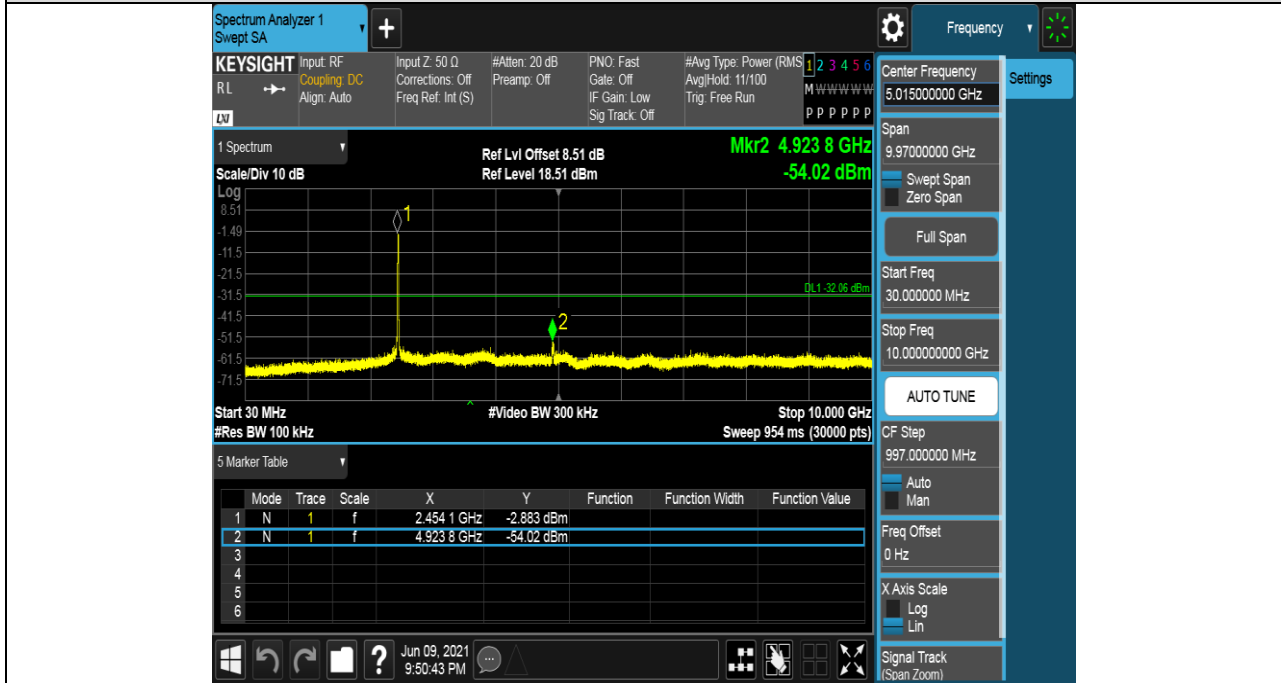 Spectrum Analyzer 1
Swept SA
+
Frequency
KEYSIGHT
RL
LXI
Input: RF
Coupling: DC
Align: Auto
Input Z: 50 Ω
Corrections: Off
Freq Ref: Int (S)
#Atten: 20 dB
Preamp: Off
PNO: Fast
Gate: Off
IF Gain: Low
Sig Track: Off
#Avg Type: Power (RMS
Avg|Hold: 11/100
Trig: Free Run
1 2 3 4 5 6
M W W W W W
P P P P P P
1 Spectrum
Scale/Div 10 dB
Ref Lvl Offset 8.51 dB
Ref Level 18.51 dBm
Mkr2 4.923 8 GHz
-54.02 dBm
Log
8.51
-1.49
-11.5
-21.5
-31.5
-41.5
-51.5
-61.5
-71.5
1
2
DL1 -32.06 dBm
Start 30 MHz
#Video BW 300 kHz
Stop 10.000 GHz
#Res BW 100 kHz
Sweep 954 ms (30000 pts)
5 Marker Table
Mode Trace Scale X Y Function Function Width Function Value
1 N 1 f 2.454 1 GHz -2.883 dBm
2 N 1 f 4.923 8 GHz -54.02 dBm
3
4
5
6
?
Jun 09, 2021
9:50:43 PM
Center Frequency
5.015000000 GHz
Span
9.97000000 GHz
Swept Span
Zero Span
Full Span
Start Freq
30.000000 MHz
Stop Freq
10.000000000 GHz
AUTO TUNE
CF Step
997.000000 MHz
Auto
Man
Freq Offset
0 Hz
X Axis Scale
Log
Lin
Signal Track
(Span Zoom)
Settings